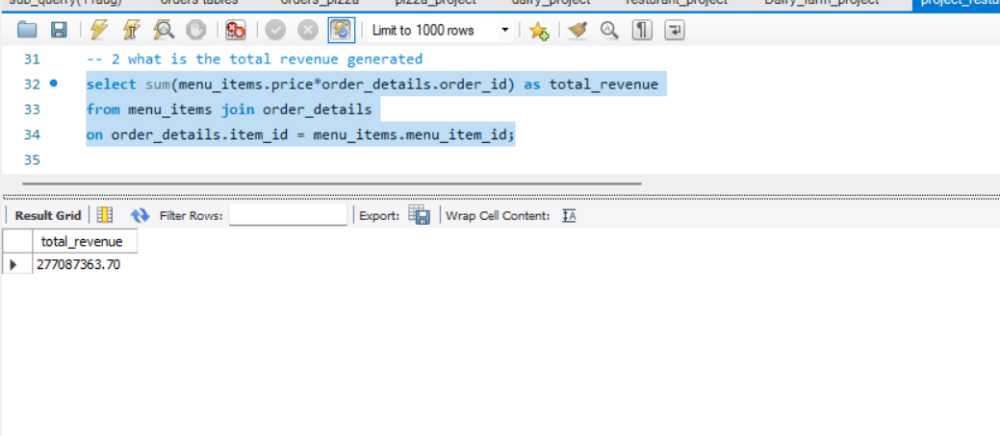 sub_querry(11aug) orders tables orders_pizza pizza_project dairy_project resturant_project Dairy_farm_project project_restu
Limit to 1000 rows
31 -- 2 what is the total revenue generated
32 select sum(menu_items.price*order_details.order_id) as total_revenue
33 from menu_items join order_details
34 on order_details.item_id = menu_items.menu_item_id;
35
Result Grid Filter Rows: Export: Wrap Cell Content:
total_revenue
277087363.70